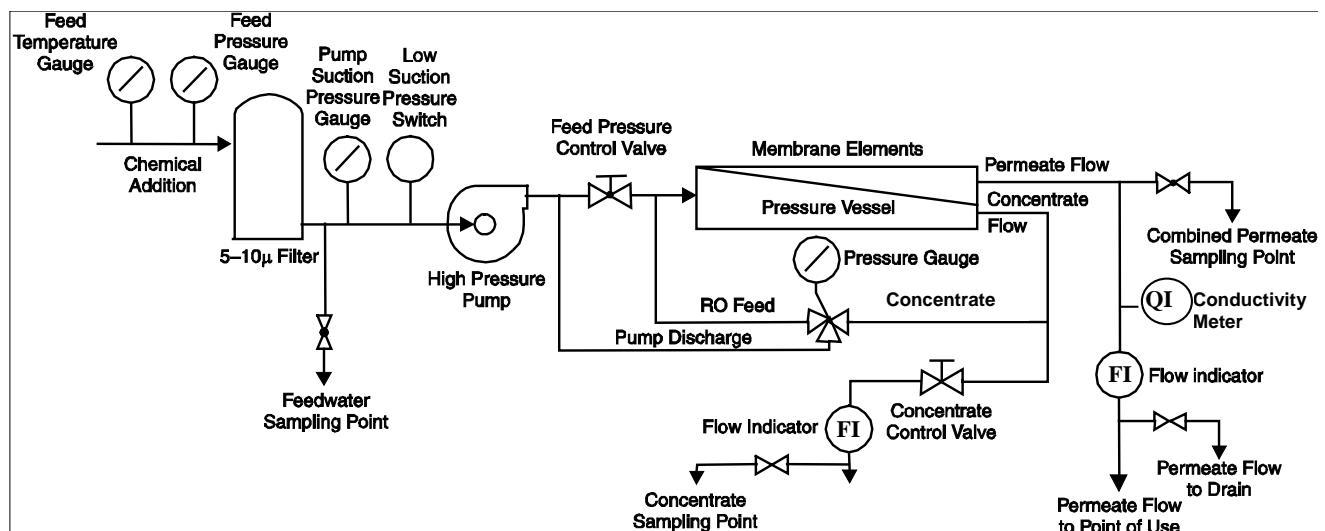 Feed
Temperature
Gauge
Feed
Pressure
Gauge
Pump
Suction
Pressure
Gauge
Low
Suction
Pressure
Switch
Chemical
Addition
5–10μ Filter
Feed Pressure
Control Valve
Membrane Elements
Pressure Vessel
Permeate Flow
Concentrate
Flow
Combined Permeate
Sampling Point
High Pressure
Pump
Pressure Gauge
RO Feed
Concentrate
Pump Discharge
QI
Conductivity
Meter
FI
Flow indicator
Feedwater
Sampling Point
Flow Indicator
FI
Concentrate
Control Valve
Concentrate
Sampling Point
Permeate Flow
to Drain
Permeate Flow
to Point of Use